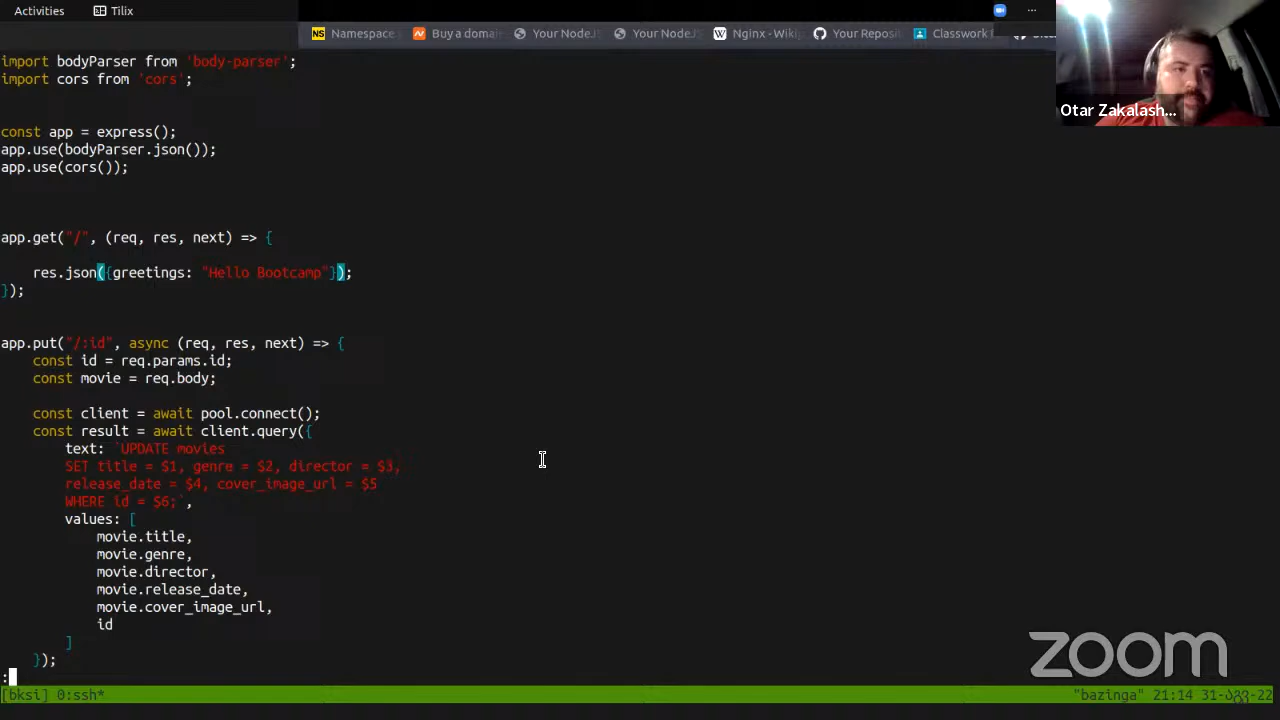 Activities Tilix
Namespace. Buy a domai Your NodeJS Your NodeJS Nginx - Wiki Your Reposi Classwork
import bodyParser from 'body-parser';
import cors from 'cors';
const app = express();
app.use(bodyParser.json());
app.use(cors());
app.get("/", (req, res, next) => {
res.json({greetings: "Hello Bootcamp"});
});
app.put("/:id", async (req, res, next) => {
const id = req.params.id;
const movie = req.body;
const client = await pool.connect();
const result = await client.query({
text: `UPDATE movies
SET title = $1, genre = $2, director = $3,
release_date = $4, cover_image_url = $5
WHERE id = $6;`,
values: [
movie.title,
movie.genre,
movie.director,
movie.release_date,
movie.cover_image_url,
id
]
});
:
[bksi] 0:ssh* "bazinga" 21:14
Otar Zakalash...
zoom